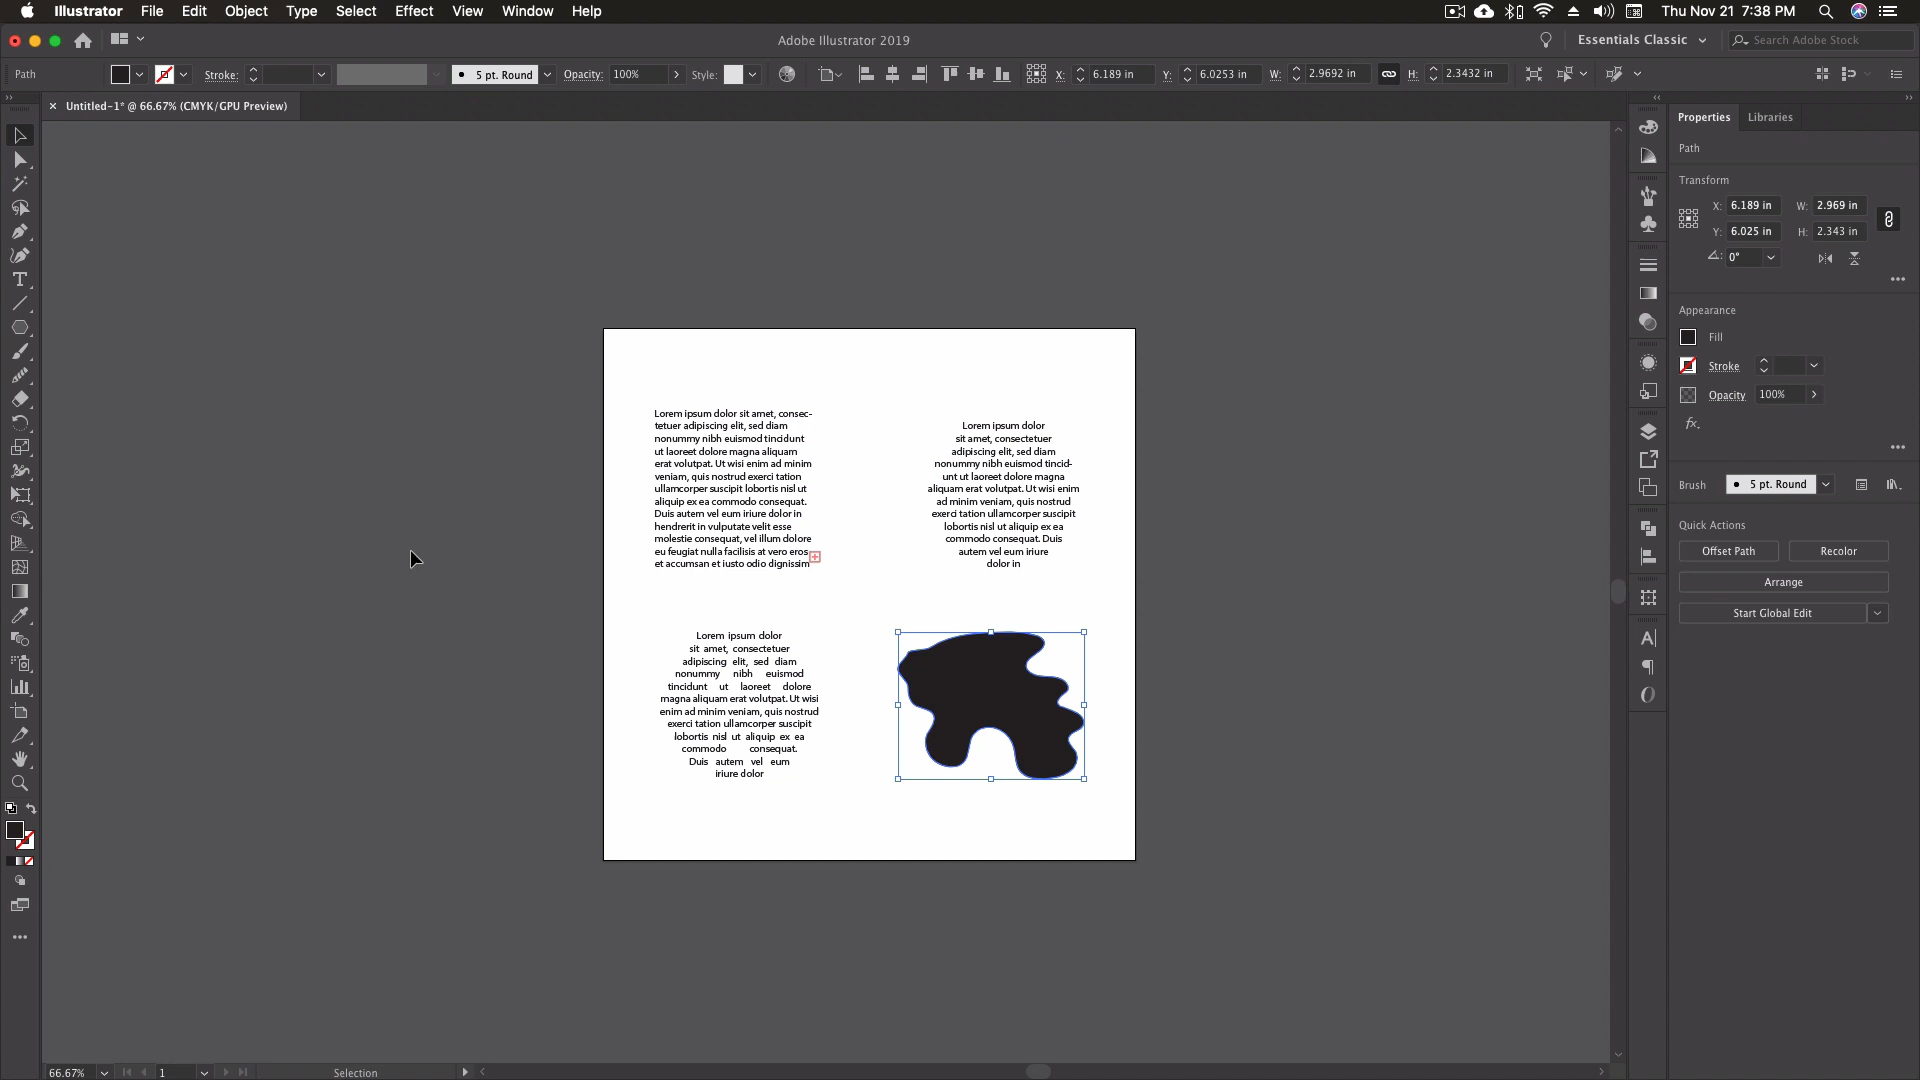 Illustrator File Edit Object Type Select Effect View Window Help Thu Nov 21 7:38 PM
Adobe Illustrator 2019 Essentials Classic Search Adobe Stock
Path Stroke: 5 pt. Round Opacity: 100% Style: X: 6.189 in Y: 6.0253 in W: 2.9692 in H: 2.3432 in
Untitled-1* @ 66.67% (CMYK/GPU Preview)
Lorem ipsum dolor sit amet, consec-
tetuer adipiscing elit, sed diam
nonummy nibh euismod tincidunt
ut laoreet dolore magna aliquam
erat volutpat. Ut wisi enim ad minim
veniam, quis nostrud exerci tation
ullamcorper suscipit lobortis nisl ut
aliquip ex ea commodo consequat.
Duis autem vel eum iriure dolor in
hendrerit in vulputate velit esse
molestie consequat, vel illum dolore
eu feugiat nulla facilisis at vero eros
et accumsan et iusto odio dignissim
Lorem ipsum dolor
sit amet, consectetuer
adipiscing elit, sed diam
nonummy nibh euismod tincid-
unt ut laoreet dolore magna
aliquam erat volutpat. Ut wisi enim
ad minim veniam, quis nostrud
exerci tation ullamcorper suscipit
lobortis nisl ut aliquip ex ea
commodo consequat. Duis
autem vel eum iriure
dolor in
Lorem ipsum dolor
sit amet, consectetuer
adipiscing elit, sed diam
nonummy nibh euismod
tincidunt ut laoreet dolore
magna aliquam erat volutpat. Ut wisi
enim ad minim veniam, quis nostrud
exerci tation ullamcorper suscipit
lobortis nisl ut aliquip ex ea
commodo consequat.
Duis autem vel eum
iriure dolor
Properties Libraries
Path
Transform
X: 6.189 in W: 2.969 in
Y: 6.025 in H: 2.343 in
0°
Appearance
Fill
Stroke
Opacity 100%
fx.
Brush 5 pt. Round
Quick Actions
Offset Path Recolor
Arrange
Start Global Edit
66.67% 1 Selection